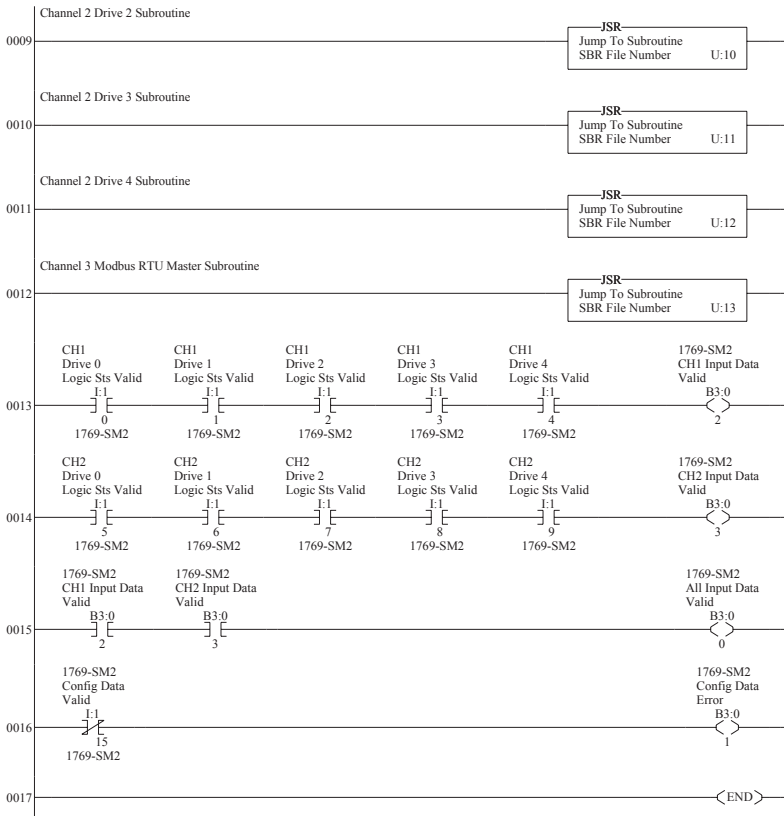 Channel 2 Drive 2 Subroutine
JSR
0009
Jump To Subroutine
SBR File Number U:10
Channel 2 Drive 3 Subroutine
JSR
0010
Jump To Subroutine
SBR File Number U:11
Channel 2 Drive 4 Subroutine
JSR
0011
Jump To Subroutine
SBR File Number U:12
Channel 3 Modbus RTU Master Subroutine
JSR
0012
Jump To Subroutine
SBR File Number U:13
CH1 CH1 CH1 CH1 CH1 1769-SM2
Drive 0 Drive 1 Drive 2 Drive 3 Drive 4 CH1 Input Data
Logic Sts Valid Logic Sts Valid Logic Sts Valid Logic Sts Valid Logic Sts Valid Valid
I:1 I:1 I:1 I:1 I:1 B3:0
0013
0 1 2 3 4 2
1769-SM2 1769-SM2 1769-SM2 1769-SM2 1769-SM2
CH2 CH2 CH2 CH2 CH2 1769-SM2
Drive 0 Drive 1 Drive 2 Drive 3 Drive 4 CH2 Input Data
Logic Sts Valid Logic Sts Valid Logic Sts Valid Logic Sts Valid Logic Sts Valid Valid
I:1 I:1 I:1 I:1 I:1 B3:0
0014
5 6 7 8 9 3
1769-SM2 1769-SM2 1769-SM2 1769-SM2 1769-SM2
1769-SM2 1769-SM2 1769-SM2
CH1 Input Data CH2 Input Data All Input Data
Valid Valid Valid
B3:0 B3:0 B3:0
0015
2 3 0
1769-SM2 1769-SM2
Config Data Config Data
Valid Error
I:1 B3:0
0016
15 1
1769-SM2
0017 END